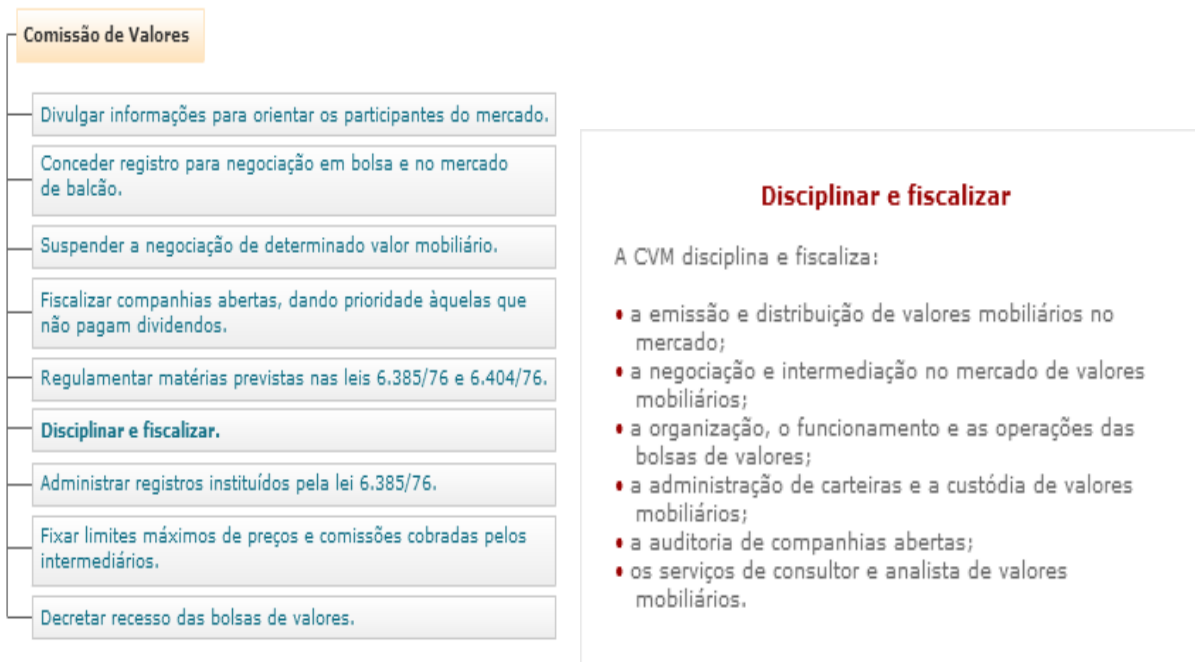 Comissão de Valores
Divulgar informações para orientar os participantes do mercado.
Conceder registro para negociação em bolsa e no mercado
de balcão.
Suspender a negociação de determinado valor mobiliário.
Fiscalizar companhias abertas, dando prioridade àquelas que
não pagam dividendos.
Regulamentar matérias previstas nas leis 6.385/76 e 6.404/76.
Disciplinar e fiscalizar.
Administrar registros instituídos pela lei 6.385/76.
Fixar limites máximos de preços e comissões cobradas pelos
intermediários.
Decretar recesso das bolsas de valores.
Disciplinar e fiscalizar
A CVM disciplina e fiscaliza:
• a emissão e distribuição de valores mobiliários no
mercado;
• a negociação e intermediação no mercado de valores
mobiliários;
• a organização, o funcionamento e as operações das
bolsas de valores;
• a administração de carteiras e a custódia de valores
mobiliários;
• a auditoria de companhias abertas;
• os serviços de consultor e analista de valores
mobiliários.